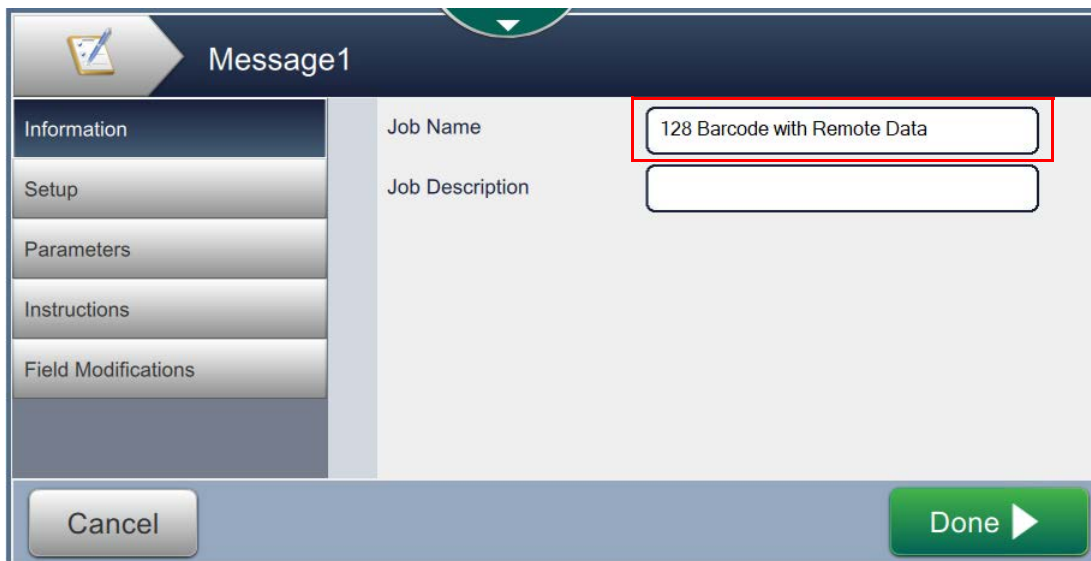 Message1
Information
Setup
Parameters
Instructions
Field Modifications
Job Name
128 Barcode with Remote Data
Job Description
Cancel
Done